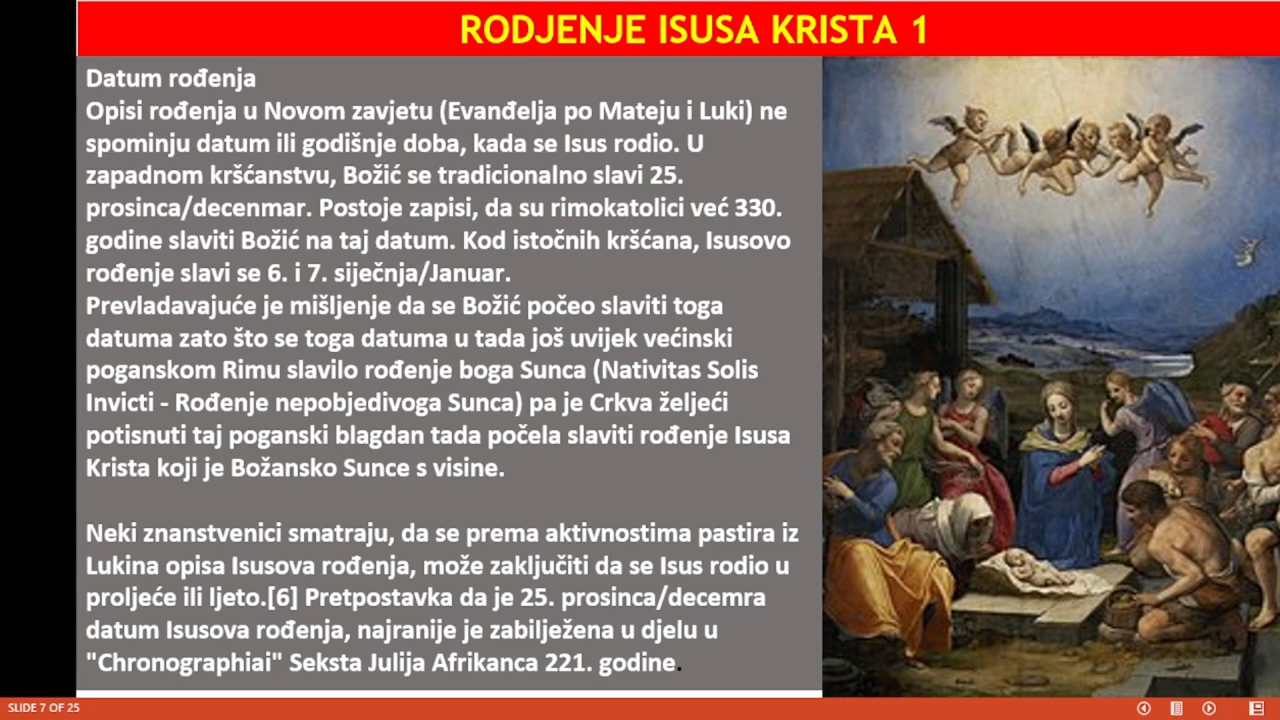 RODJENJE ISUSA KRISTA 1
Datum rođenja
Opisi rođenja u Novom zavjetu (Evanđelja po Mateju i Luki) ne
spominju datum ili godišnje doba, kada se Isus rodio. U
zapadnom kršćanstvu, Božić se tradicionalno slavi 25.
prosinca/decenmar. Postoje zapisi, da su rimokatolici već 330.
godine slaviti Božić na taj datum. Kod istočnih kršćana, Isusovo
rođenje slavi se 6. i 7. siječnja/Januar.
Prevladavajuće je mišljenje da se Božić počeo slaviti toga
datuma zato što se toga datuma u tada još uvijek većinski
poganskom Rimu slavilo rođenje boga Sunca (Nativitas Solis
Invicti - Rođenje nepobjedivoga Sunca) pa je Crkva željeći
potisnuti taj poganski blagdan tada počela slaviti rođenje Isusa
Krista koji je Božansko Sunce s visine.
Neki znanstvenici smatraju, da se prema aktivnostima pastira iz
Lukina opisa Isusova rođenja, može zaključiti da se Isus rodio u
proljeće ili ljeto.[6] Pretpostavka da je 25. prosinca/decemra
datum Isusova rođenja, najranije je zabilježena u djelu u
"Chronographiai" Seksta Julija Afrikanca 221. godine.
SLIDE 7 OF 25